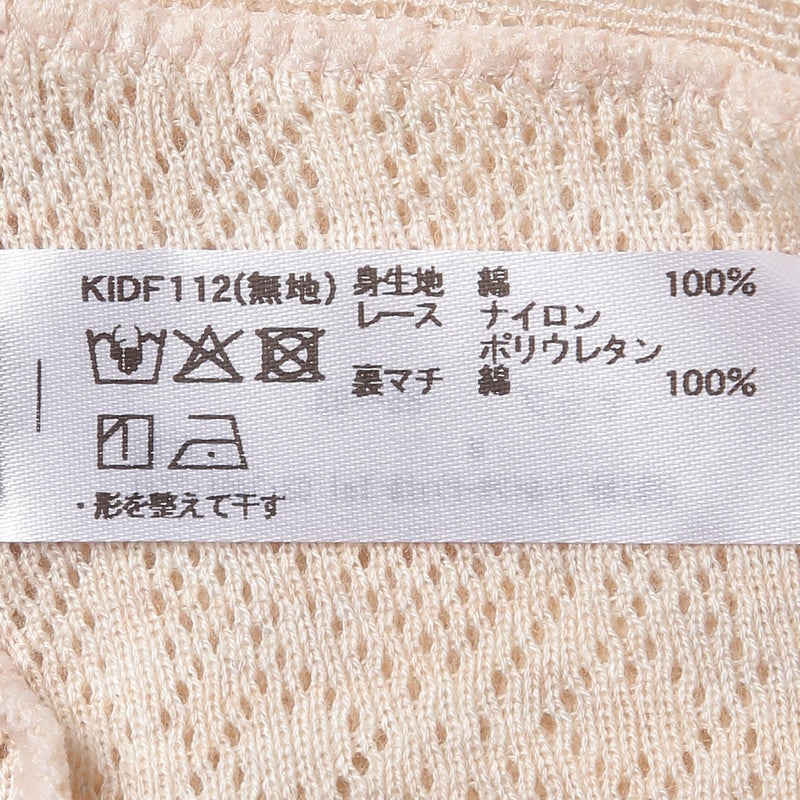 KIDF112(無地) 身生地 綿 100%
レース ナイロン
ポリウレタン
裏マチ 綿 100%
・形を整えて干す